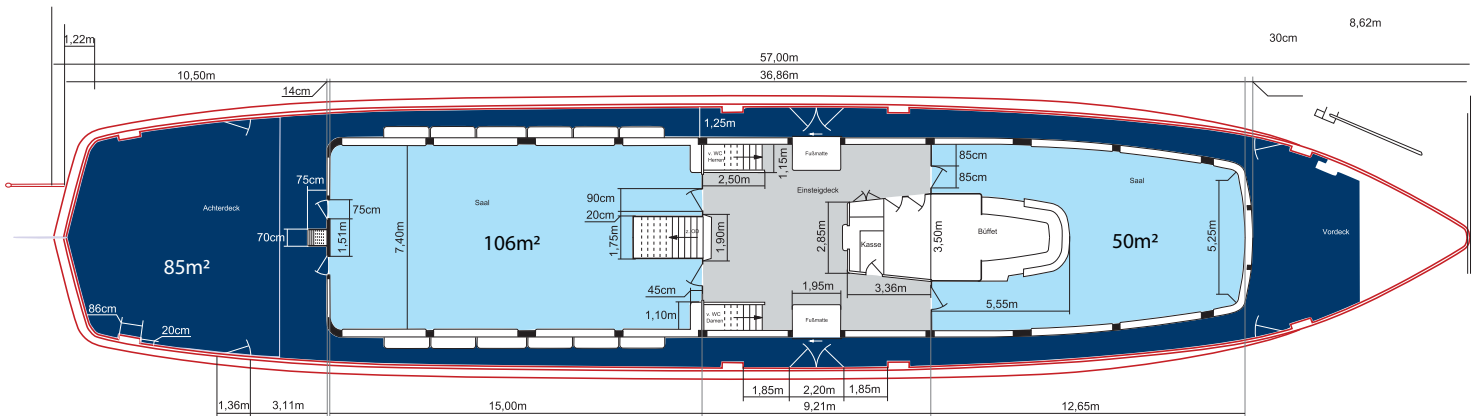 8,62m
30cm
1,22m
57,00m
10,50m
36,86m
14cm
1,25m
v. WC
Herren
Fußmatte
1,15m
85cm
85cm
2,50m
Einsteigdeck
Saal
75cm
90cm
75cm
Saal
Achterdeck
20cm
70cm
1,51m
7,40m
106m²
1,75m
z. OD
1,90m
2,85m
Kasse
3,50m
Büffet
50m²
5,25m
Vordeck
85m²
45cm
1,95m
3,36m
5,55m
86cm
20cm
1,10m
v. WC
Damen
Fußmatte
1,85m
2,20m
1,85m
1,36m
3,11m
15,00m
9,21m
12,65m